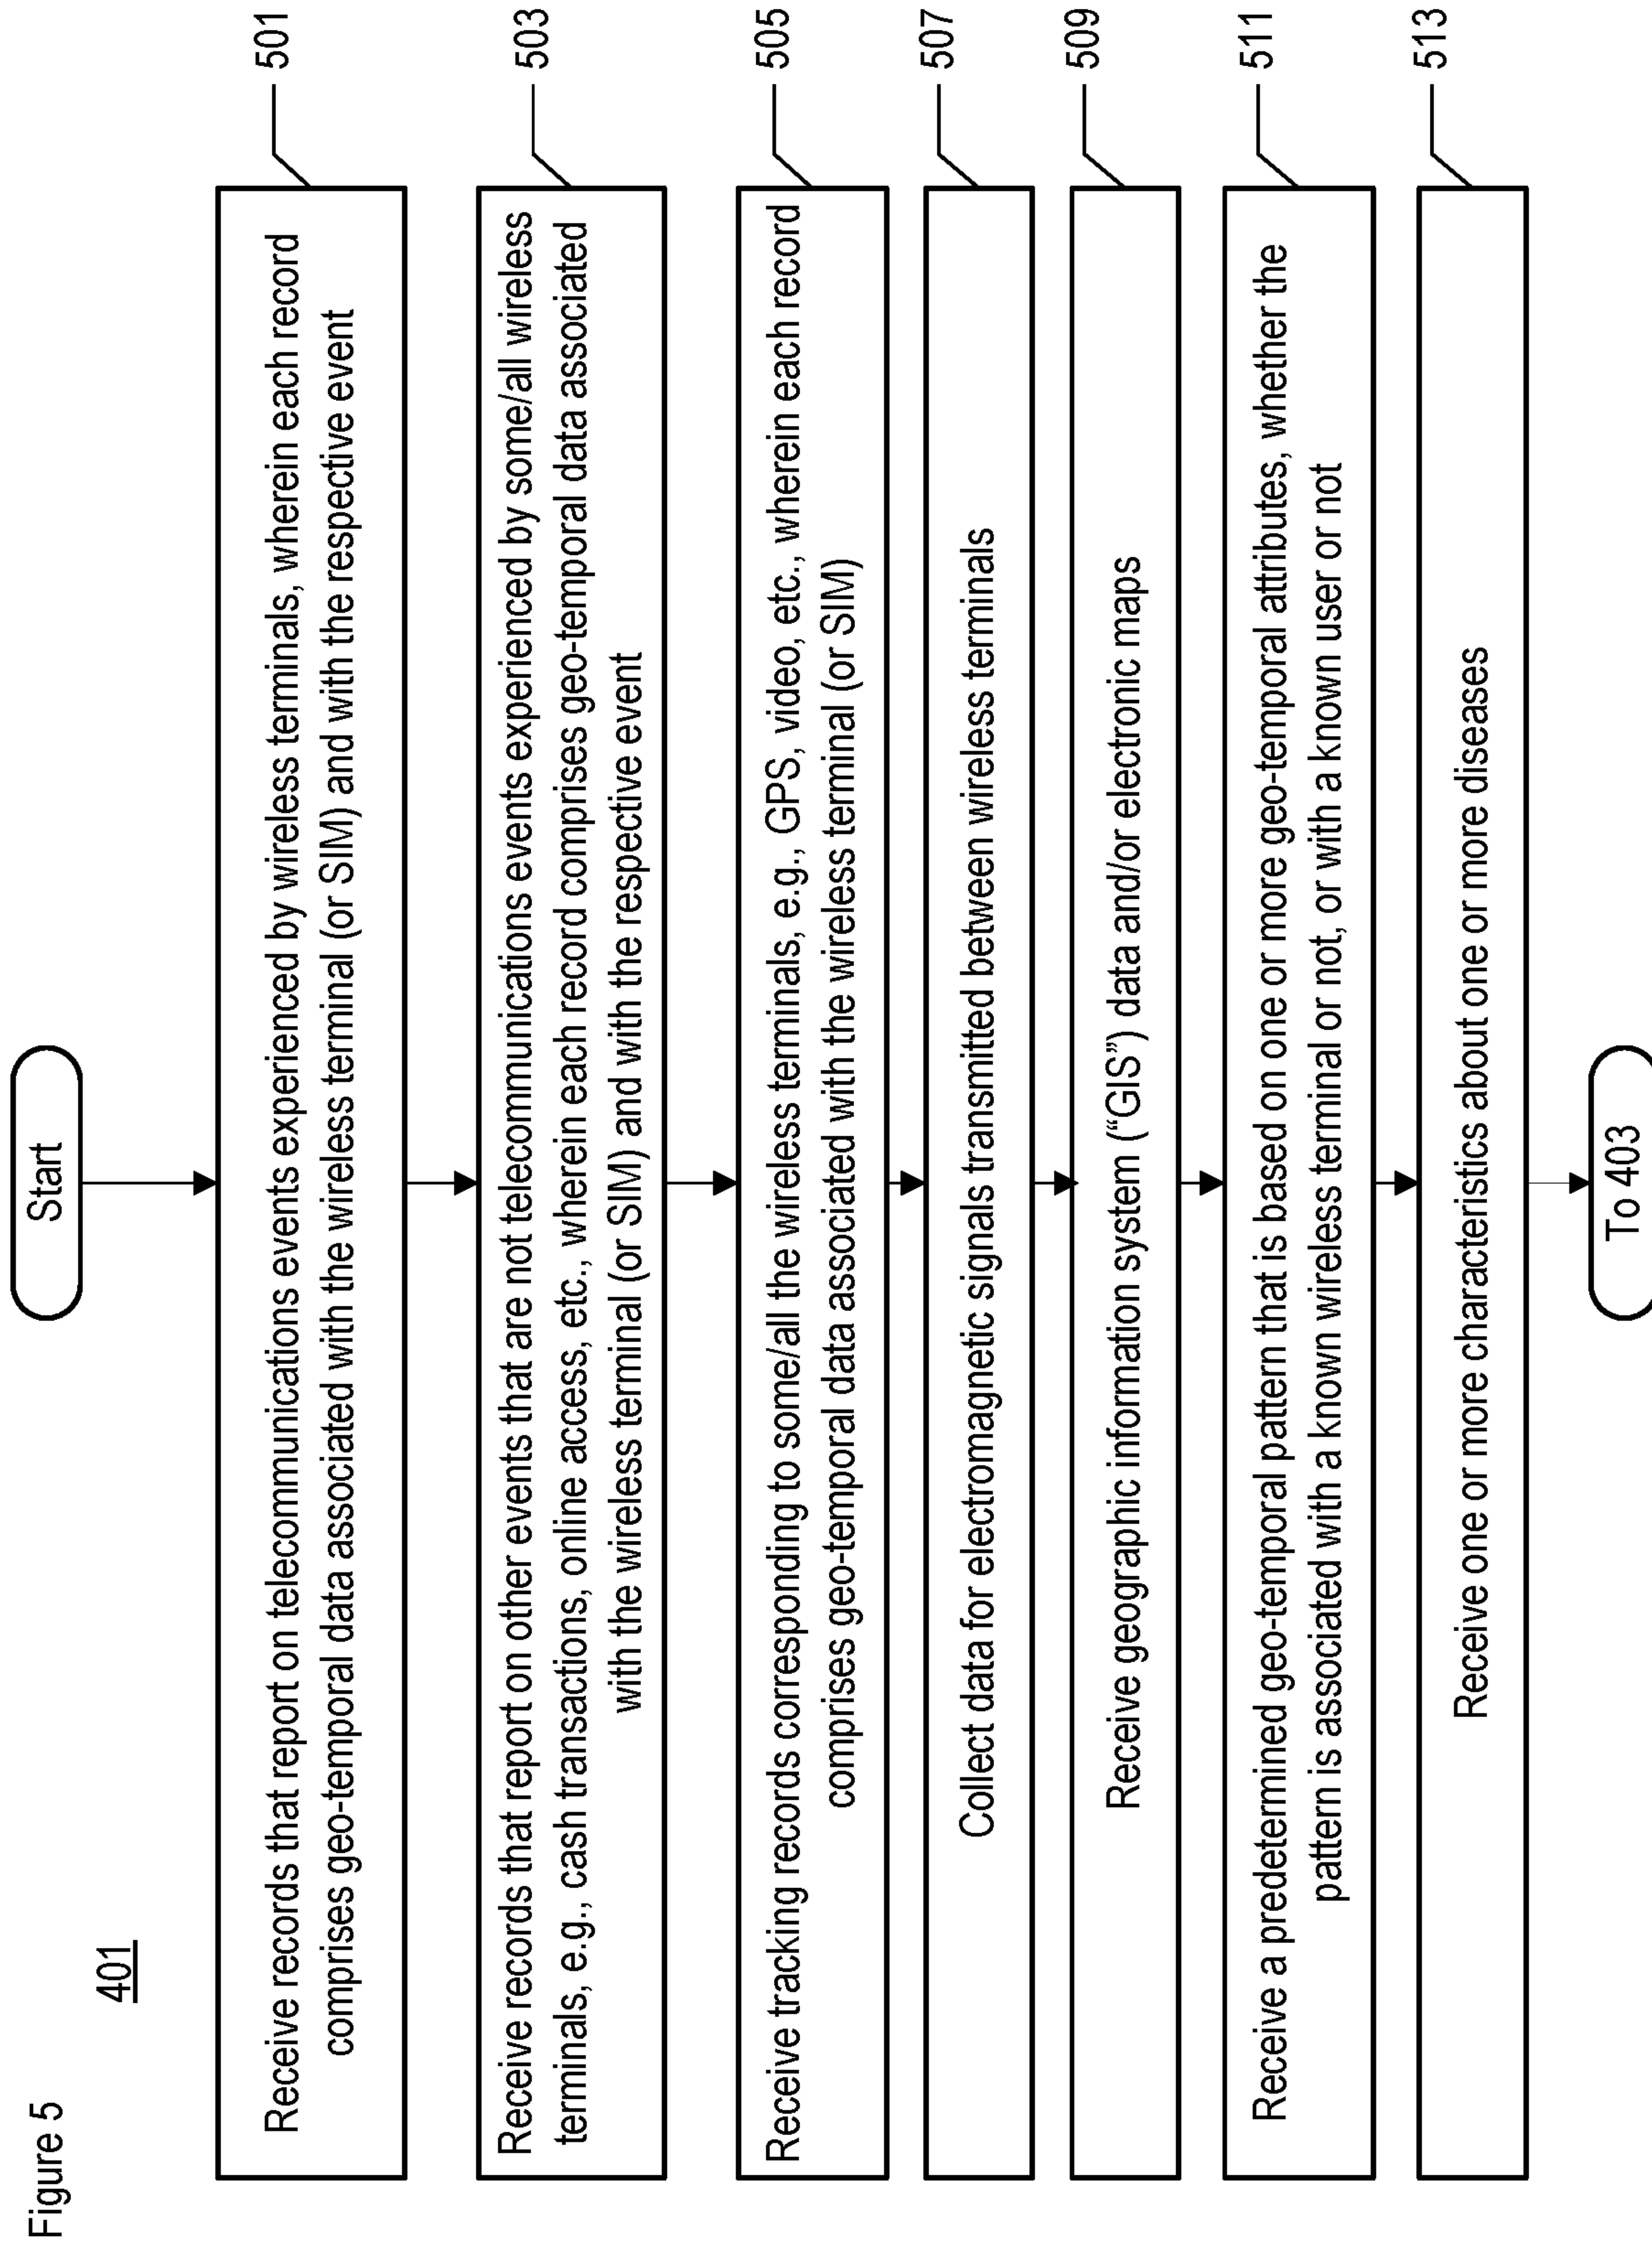 Figure 5
401
Start
Receive records that report on telecommunications events experienced by wireless terminals, wherein each record
comprises geo-temporal data associated with the wireless terminal (or SIM) and with the respective event
501
Receive records that report on other events that are not telecommunications events experienced by some/all wireless
terminals, e.g., cash transactions, online access, etc., wherein each record comprises geo-temporal data associated
with the wireless terminal (or SIM) and with the respective event
503
Receive tracking records corresponding to some/all the wireless terminals, e.g., GPS, video, etc., wherein each record
comprises geo-temporal data associated with the wireless terminal (or SIM)
505
Collect data for electromagnetic signals transmitted between wireless terminals
507
Receive geographic information system (“GIS”) data and/or electronic maps
509
Receive a predetermined geo-temporal pattern that is based on one or more geo-temporal attributes, whether the
pattern is associated with a known wireless terminal or not, or with a known user or not
511
Receive one or more characteristics about one or more diseases
513
To 403